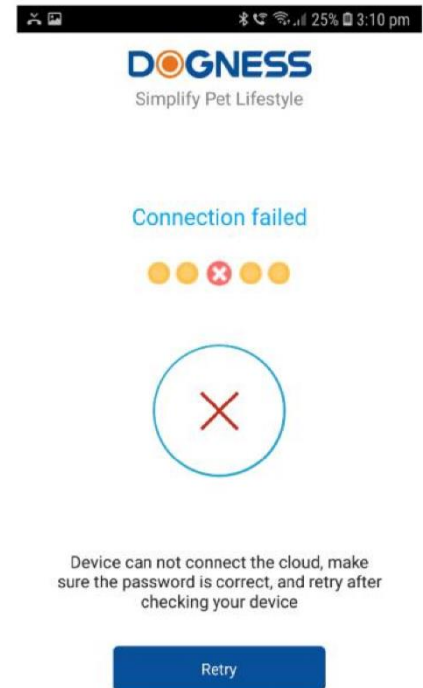 25% 3:10 pm
DOGNESS
Simplify Pet Lifestyle
Connection failed
Device can not connect the cloud, make
sure the password is correct, and retry after
checking your device
Retry